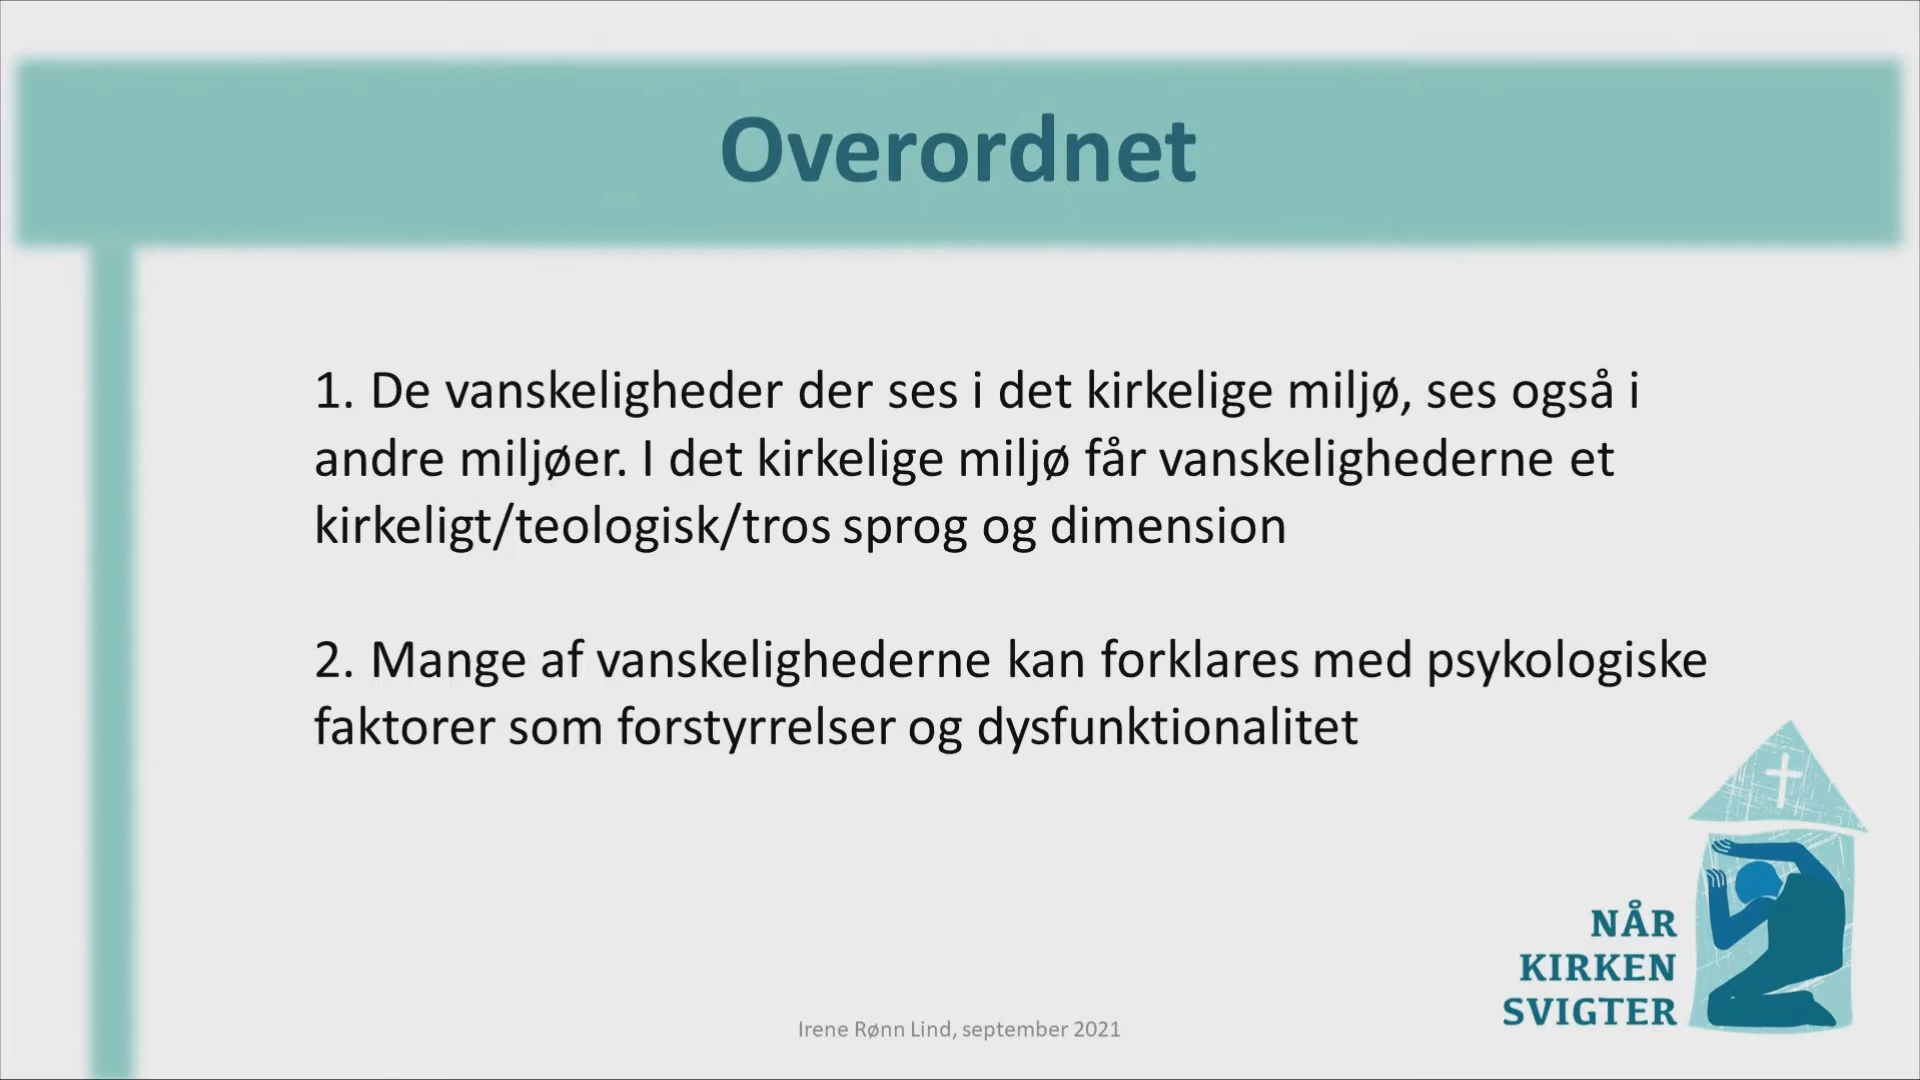 Overordnet
1. De vanskeligheder der ses i det kirkelige miljø, ses også i
andre miljøer. I det kirkelige miljø får vanskelighederne et
kirkeligt/teologisk/tros sprog og dimension
2. Mange af vanskelighederne kan forklares med psykologiske
faktorer som forstyrrelser og dysfunktionalitet
NÅR
KIRKEN
SVIGTER
Irene Rønn Lind, september 2021